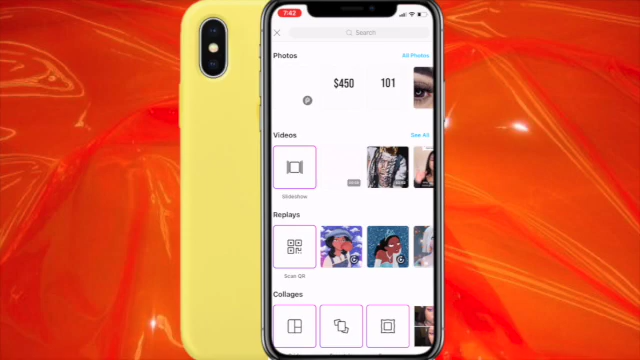 7:42
Search
Photos
All Photos
$450
101
P
Videos
See All
Slideshow
Replays
Scan QR
Collages